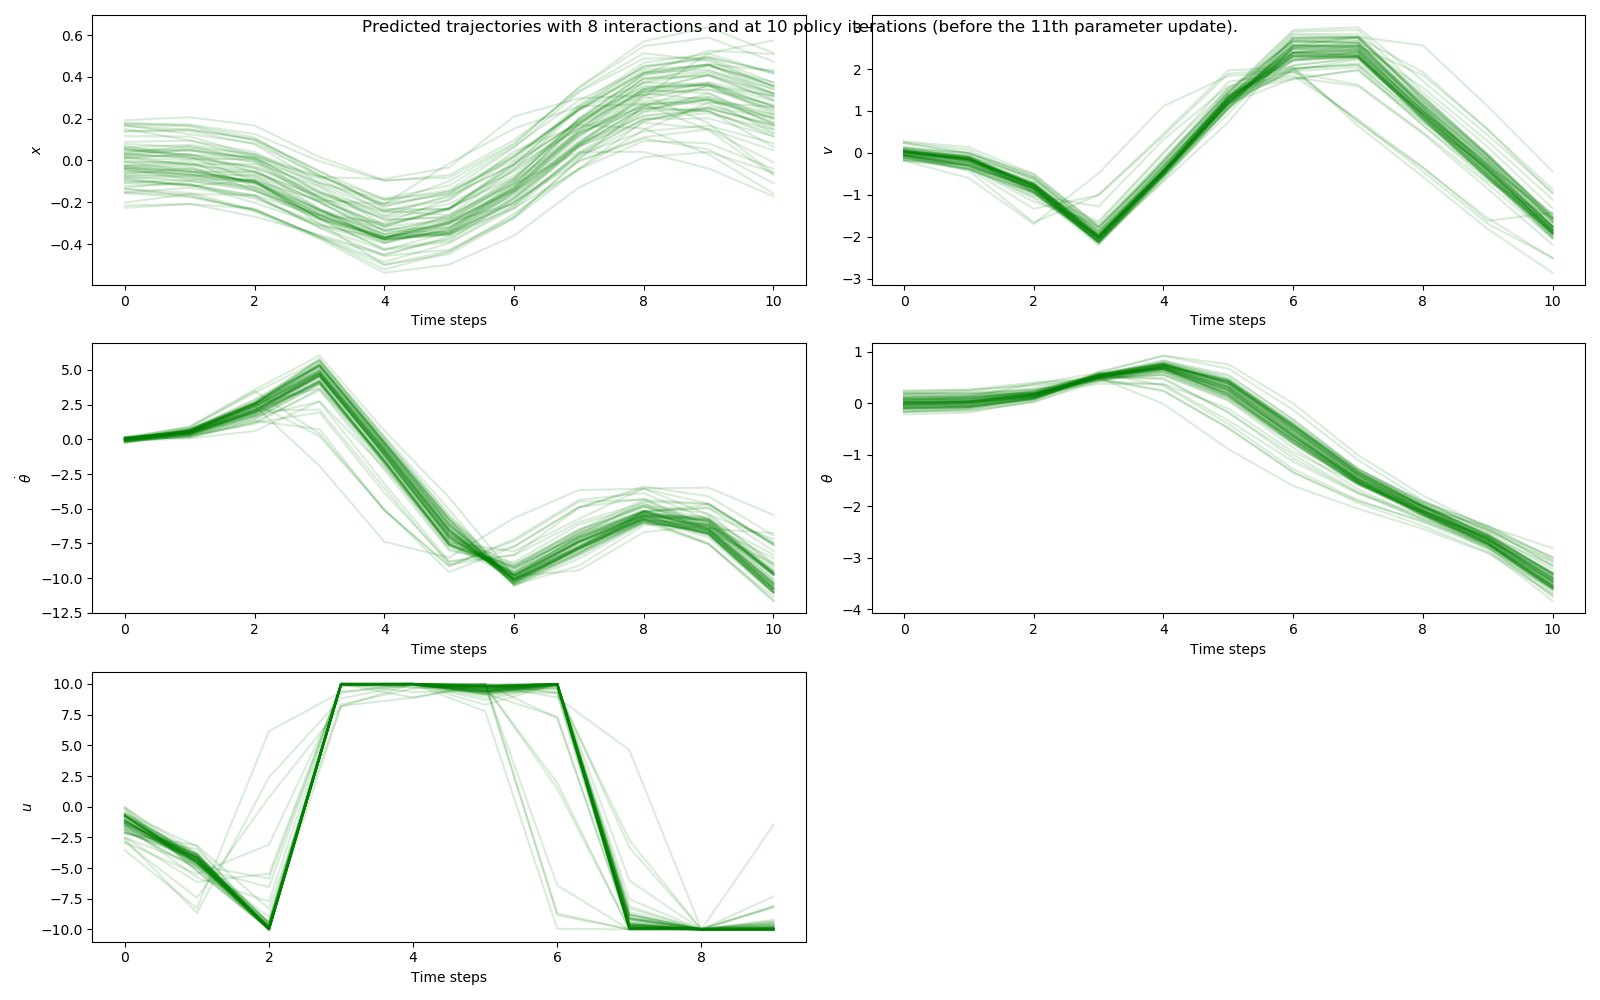 Predicted trajectories with 8 interactions and at 10 policy iterations (before the 11th parameter update).
0.6
0.4
0.2
0.0
−0.2
−0.4
x
0 2 4 6 8 10
Time steps
3
2
1
0
−1
−2
−3
v
0 2 4 6 8 10
Time steps
5.0
2.5
0.0
−2.5
−5.0
−7.5
−10.0
−12.5
θ̇
0 2 4 6 8 10
Time steps
1
0
−1
−2
−3
−4
θ
0 2 4 6 8 10
Time steps
10.0
7.5
5.0
2.5
0.0
−2.5
−5.0
−7.5
−10.0
u
0 2 4 6 8
Time steps